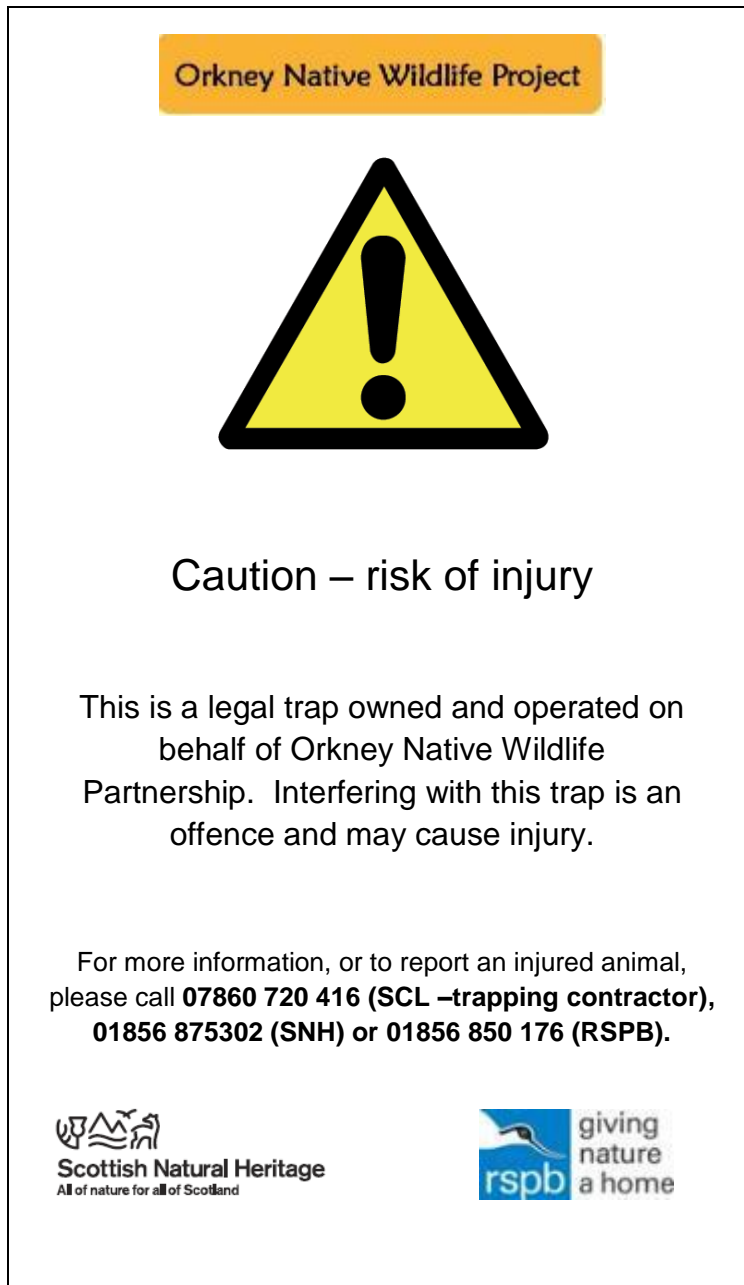 Orkney Native Wildlife Project
Caution – risk of injury
This is a legal trap owned and operated on
behalf of Orkney Native Wildlife
Partnership.  Interfering with this trap is an
offence and may cause injury.
For more information, or to report an injured animal,
please call 07860 720 416 (SCL –trapping contractor),
01856 875302 (SNH) or 01856 850 176 (RSPB).
Scottish Natural Heritage
All of nature for all of Scotland
rspb
giving
nature
a home